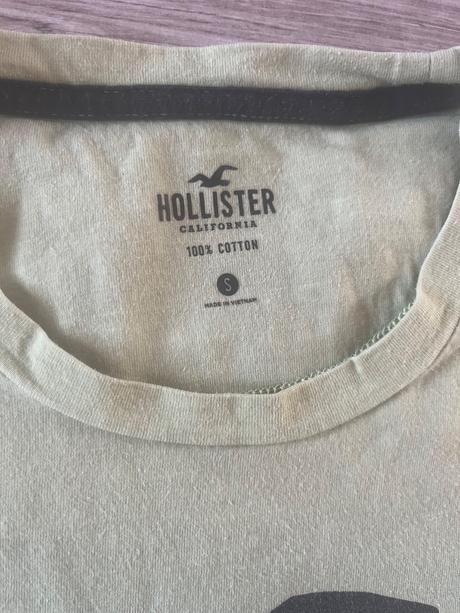 HOLLISTER
CALIFORNIA
100% COTTON
S
MADE IN VIETNAM